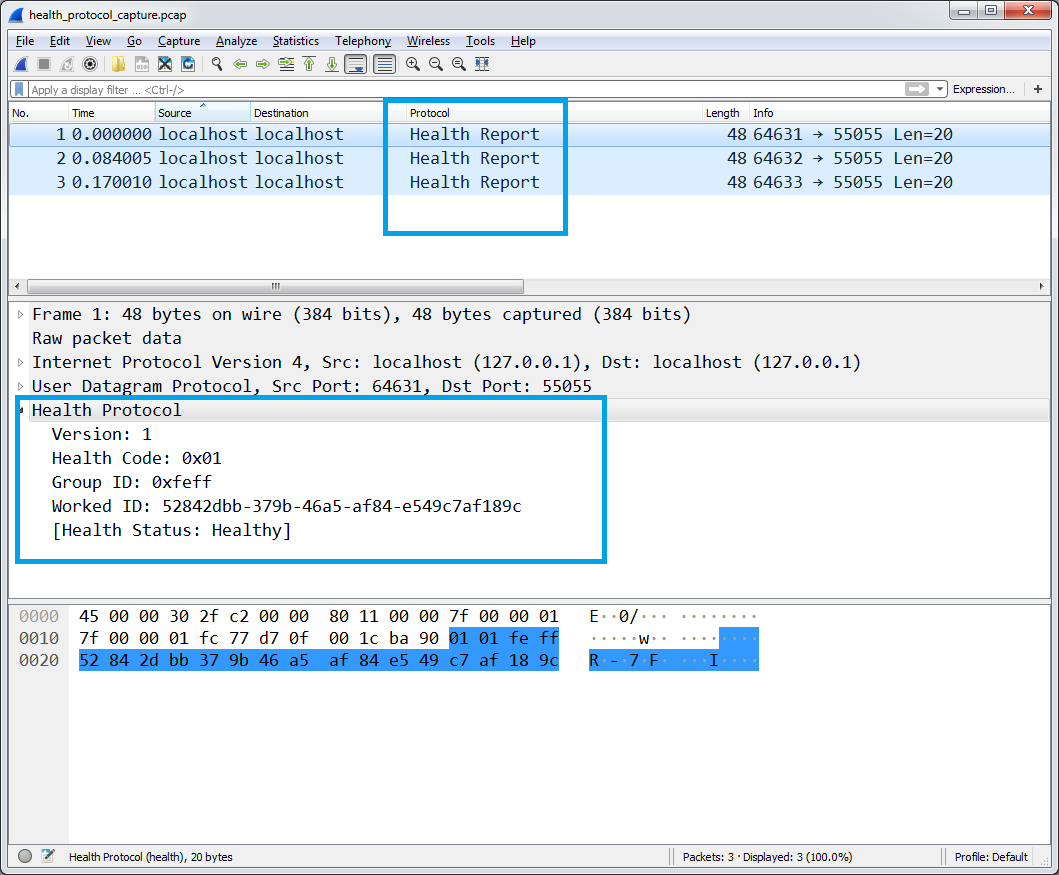 health_protocol_capture.pcap
File Edit View Go Capture Analyze Statistics Telephony Wireless Tools Help
Apply a display filter ... <Ctrl-/> Expression... +
No. Time Source Destination Protocol Length Info
1 0.000000 localhost localhost Health Report 48 64631 → 55055 Len=20
2 0.084005 localhost localhost Health Report 48 64632 → 55055 Len=20
3 0.170010 localhost localhost Health Report 48 64633 → 55055 Len=20
Frame 1: 48 bytes on wire (384 bits), 48 bytes captured (384 bits)
Raw packet data
Internet Protocol Version 4, Src: localhost (127.0.0.1), Dst: localhost (127.0.0.1)
User Datagram Protocol, Src Port: 64631, Dst Port: 55055
Health Protocol
Version: 1
Health Code: 0x01
Group ID: 0xfeff
Worked ID: 52842dbb-379b-46a5-af84-e549c7af189c
[Health Status: Healthy]
0000 45 00 00 30 2f c2 00 00 80 11 00 00 7f 00 00 01 E··0/··· ········
0010 7f 00 00 01 fc 77 d7 0f 00 1c ba 90 01 01 fe ff ·····w·· ········
0020 52 84 2d bb 37 9b 46 a5 af 84 e5 49 c7 af 18 9c R·-·7·F· ···I····
Health Protocol (health), 20 bytes Packets: 3 · Displayed: 3 (100.0%) Profile: Default